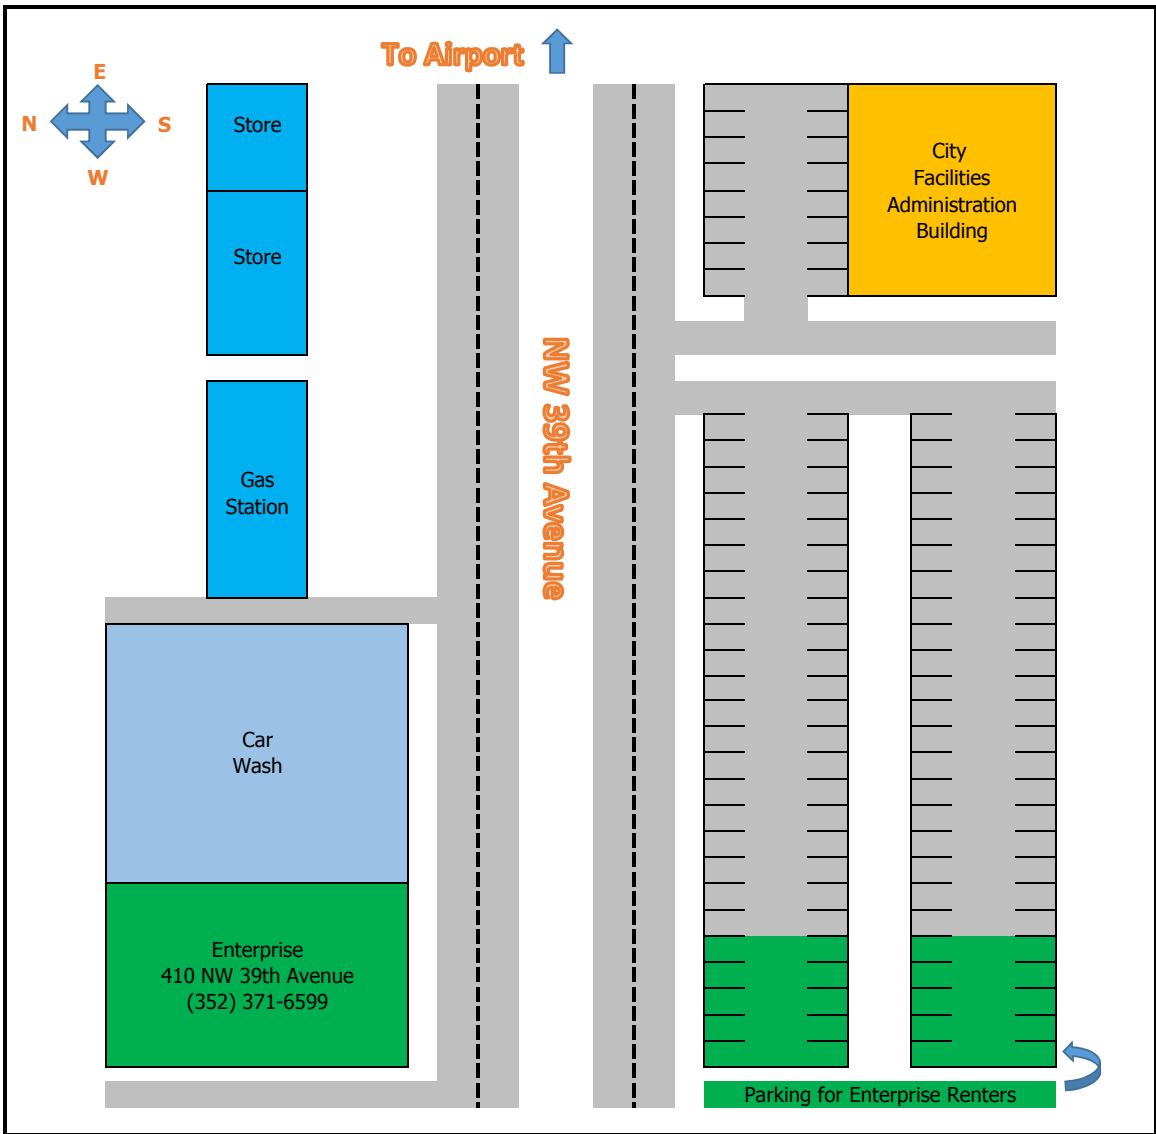 To Airport
E
N
S
W
Store
Store
City
Facilities
Administration
Building
NW 39th Avenue
Gas
Station
Car
Wash
Enterprise
410 NW 39th Avenue
(352) 371-6599
Parking for Enterprise Renters